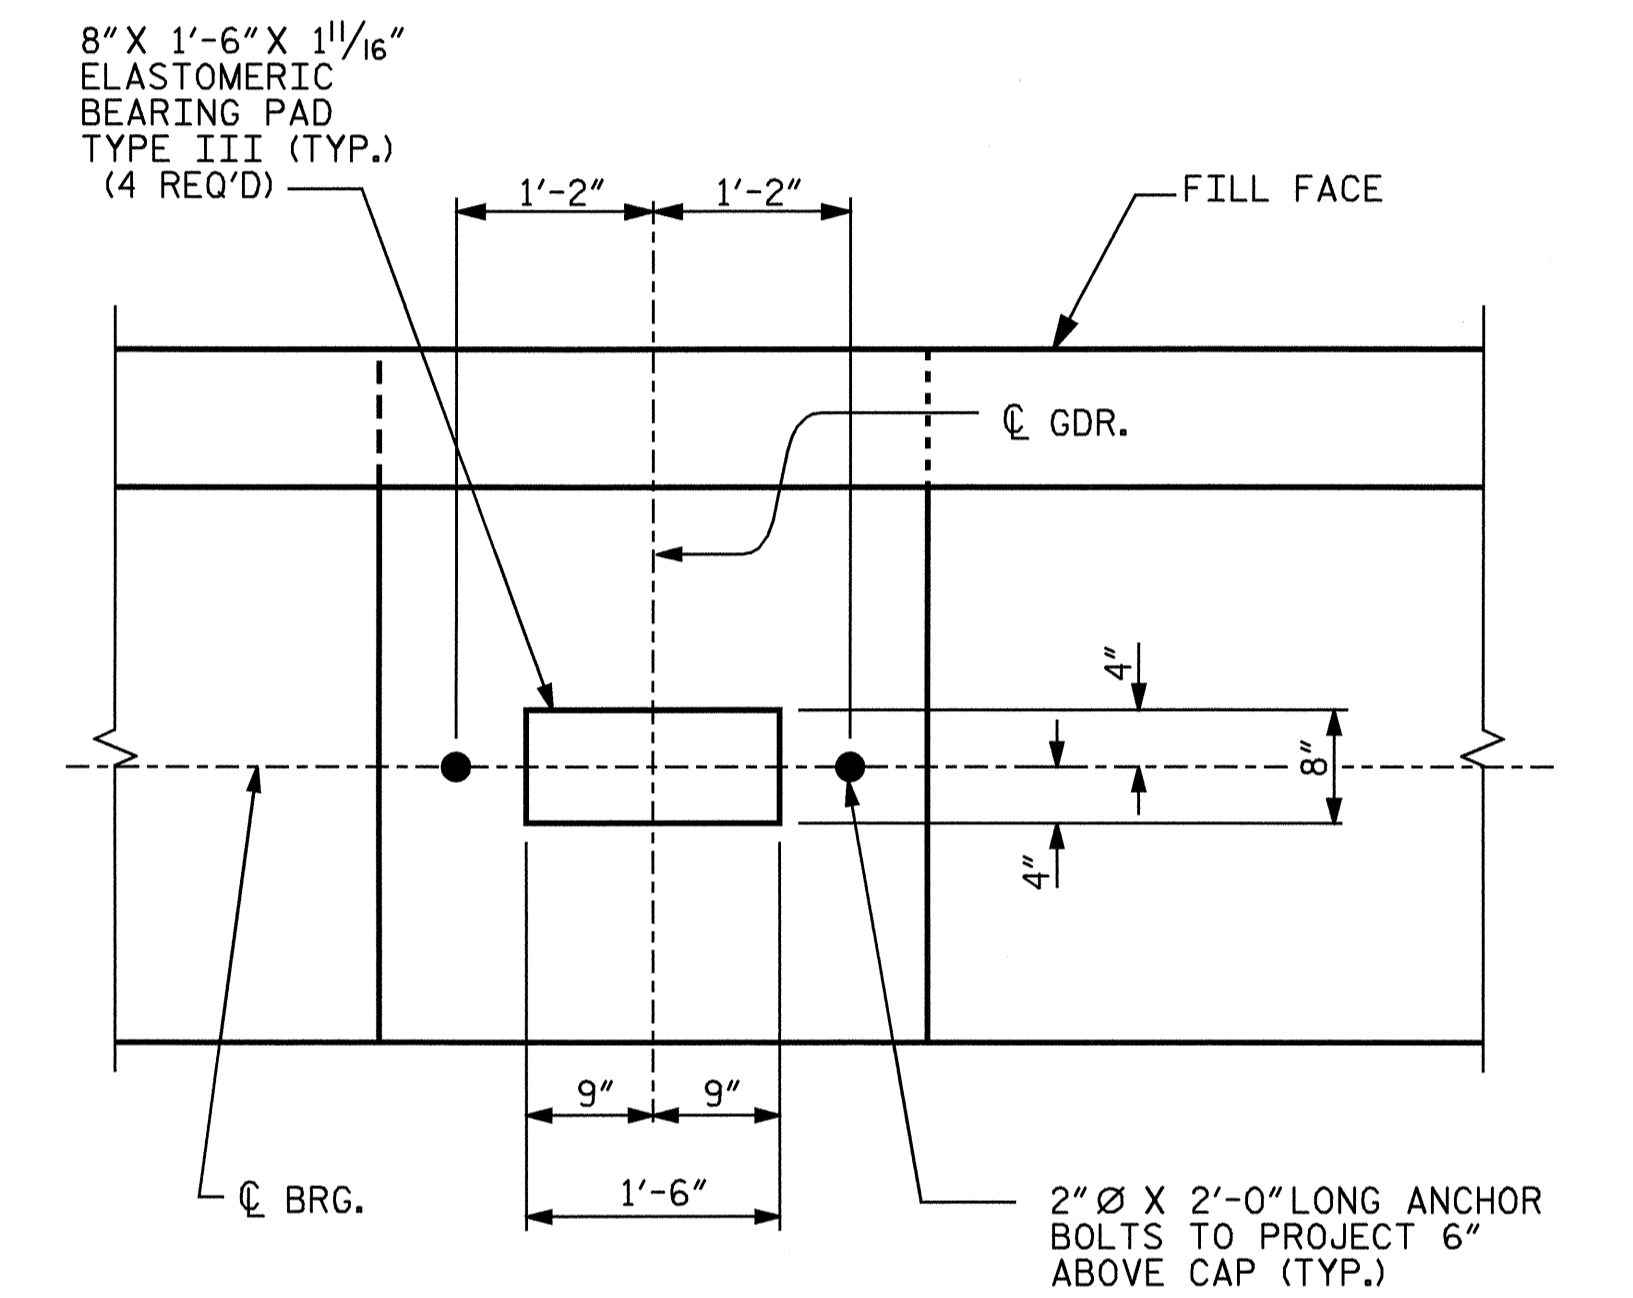 8" X 1'-6" X 1 11/16"
ELASTOMERIC
BEARING PAD
TYPE III (TYP.)
(4 REQ'D)
1'-2"
1'-2"
FILL FACE
℄ GDR.
4"
8"
4"
9"
9"
1'-6"
℄ BRG.
2" Ø X 2'-0" LONG ANCHOR
BOLTS TO PROJECT 6"
ABOVE CAP (TYP.)